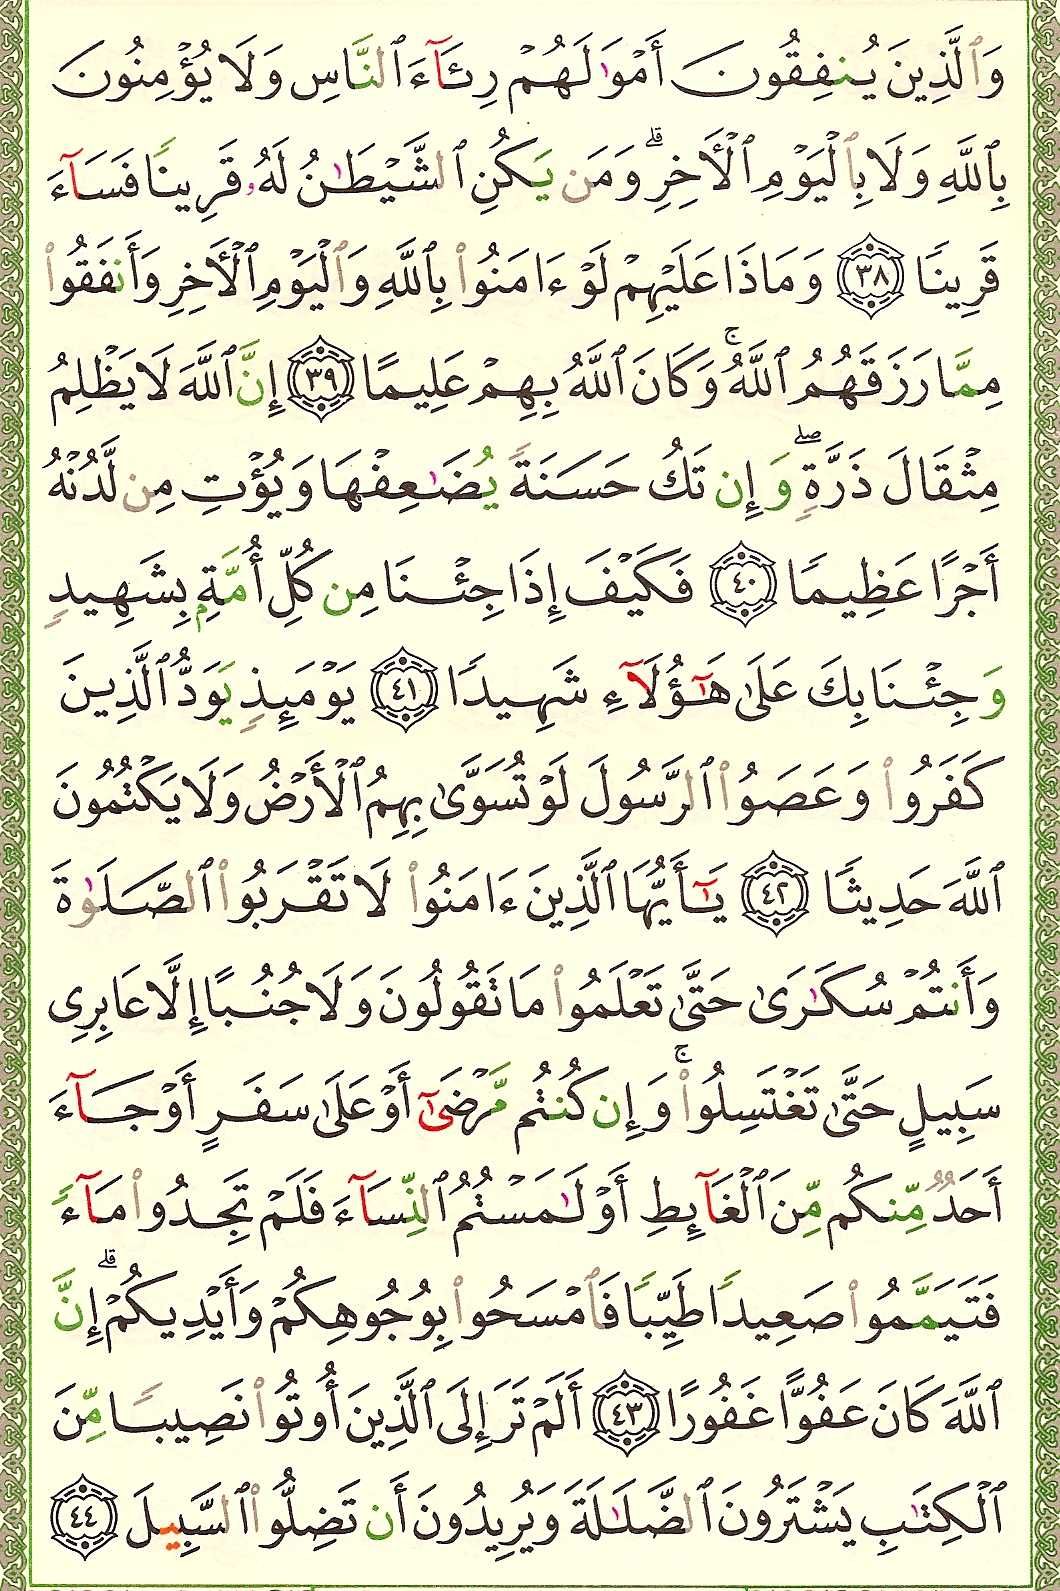 وَٱلَّذِينَ يُنفِقُونَ أَمْوَٰلَهُمْ رِئَآءَ ٱلنَّاسِ وَلَا يُؤْمِنُونَ
بِٱللَّهِ وَلَا بِٱلْيَوْمِ ٱلْأَخِرِ ۗ وَمَن يَكُنِ ٱلشَّيْطَٰنُ لَهُۥ قَرِينًا فَسَآءَ
قَرِينًا ﴿٣٨﴾ وَمَاذَا عَلَيْهِمْ لَوْ ءَامَنُوا۟ بِٱللَّهِ وَٱلْيَوْمِ ٱلْأَخِرِ وَأَنفَقُوا۟
مِمَّا رَزَقَهُمُ ٱللَّهُ ۚ وَكَانَ ٱللَّهُ بِهِمْ عَلِيمًا ﴿٣٩﴾ إِنَّ ٱللَّهَ لَا يَظْلِمُ
مِثْقَالَ ذَرَّةٍ ۖ وَإِن تَكُ حَسَنَةً يُضَٰعِفْهَا وَيُؤْتِ مِن لَّدُنْهُ
أَجْرًا عَظِيمًا ﴿٤٠﴾ فَكَيْفَ إِذَا جِئْنَا مِن كُلِّ أُمَّةٍۭ بِشَهِيدٍ
وَجِئْنَا بِكَ عَلَىٰ هَٰٓؤُلَآءِ شَهِيدًا ﴿٤١﴾ يَوْمَئِذٍ يَوَدُّ ٱلَّذِينَ
كَفَرُوا۟ وَعَصَوُا۟ ٱلرَّسُولَ لَوْ تُسَوَّىٰ بِهِمُ ٱلْأَرْضُ وَلَا يَكْتُمُونَ
ٱللَّهَ حَدِيثًا ﴿٤٢﴾ يَٰٓأَيُّهَا ٱلَّذِينَ ءَامَنُوا۟ لَا تَقْرَبُوا۟ ٱلصَّلَوٰةَ
وَأَنتُمْ سُكَٰرَىٰ حَتَّىٰ تَعْلَمُوا۟ مَا تَقُولُونَ وَلَا جُنُبًا إِلَّا عَابِرِى
سَبِيلٍ حَتَّىٰ تَغْتَسِلُوا۟ ۚ وَإِن كُنتُم مَّرْضَىٰٓ أَوْ عَلَىٰ سَفَرٍ أَوْ جَآءَ
أَحَدٌ مِّنكُم مِّنَ ٱلْغَآئِطِ أَوْ لَٰمَسْتُمُ ٱلنِّسَآءَ فَلَمْ تَجِدُوا۟ مَآءً
فَتَيَمَّمُوا۟ صَعِيدًا طَيِّبًا فَٱمْسَحُوا۟ بِوُجُوهِكُمْ وَأَيْدِيكُمْ ۗ إِنَّ
ٱللَّهَ كَانَ عَفُوًّا غَفُورًا ﴿٤٣﴾ أَلَمْ تَرَ إِلَى ٱلَّذِينَ أُوتُوا۟ نَصِيبًا مِّنَ
ٱلْكِتَٰبِ يَشْتَرُونَ ٱلضَّلَٰلَةَ وَيُرِيدُونَ أَن تَضِلُّوا۟ ٱلسَّبِيلَ ﴿٤٤﴾